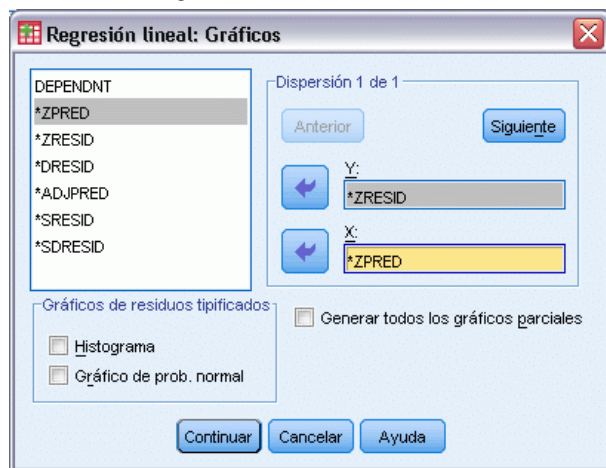 Regresión lineal: Gráficos
DEPENDNT
*ZPRED
*ZRESID
*DRESID
*ADJPRED
*SRESID
*SDRESID
Dispersión 1 de 1
Anterior
Siguiente
Y:
*ZRESID
X:
*ZPRED
Gráficos de residuos tipificados
Histograma
Gráfico de prob. normal
Generar todos los gráficos parciales
Continuar
Cancelar
Ayuda